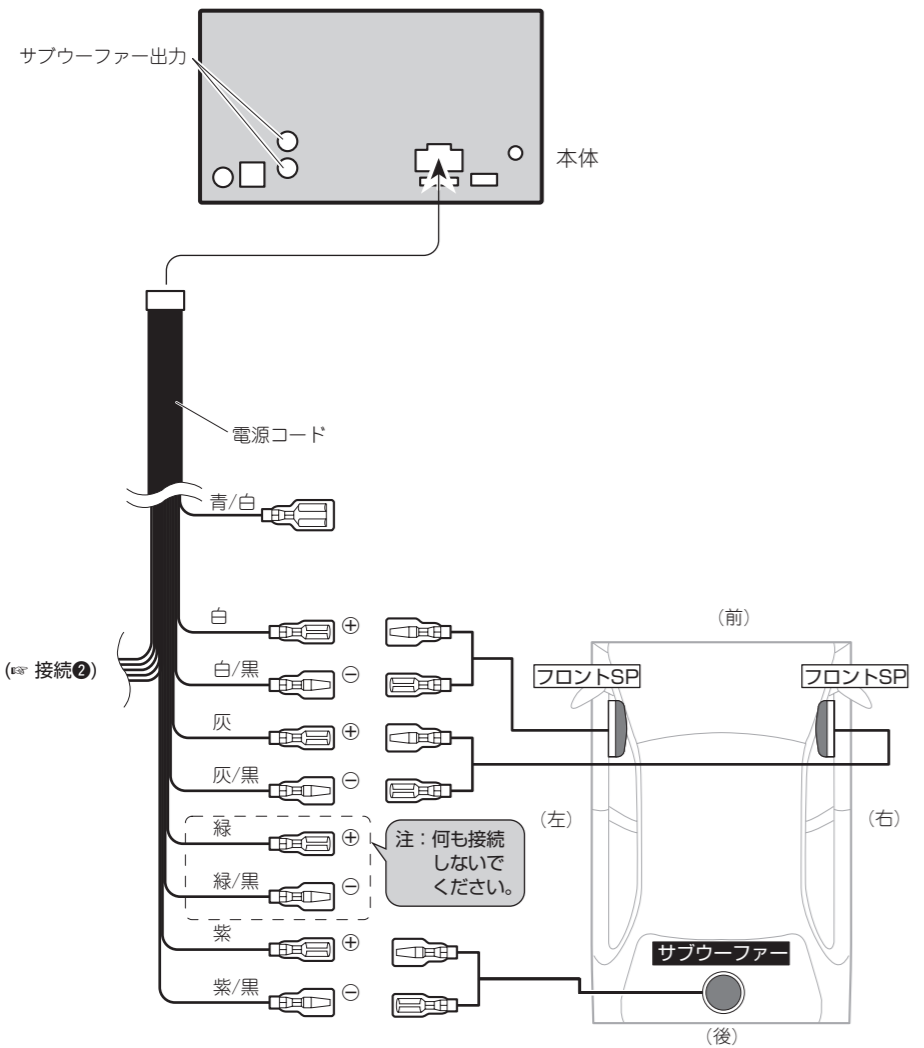 サブウーファー出力
本体
電源コード
青/白
白
⊕
白/黒
⊖
灰
⊕
灰/黒
⊖
緑
⊕
緑/黒
⊖
紫
⊕
紫/黒
⊖
(☞ 接続❷)
注：何も接続
しないで
ください。
(前)
フロントSP
フロントSP
(左)
(右)
サブウーファー
(後)